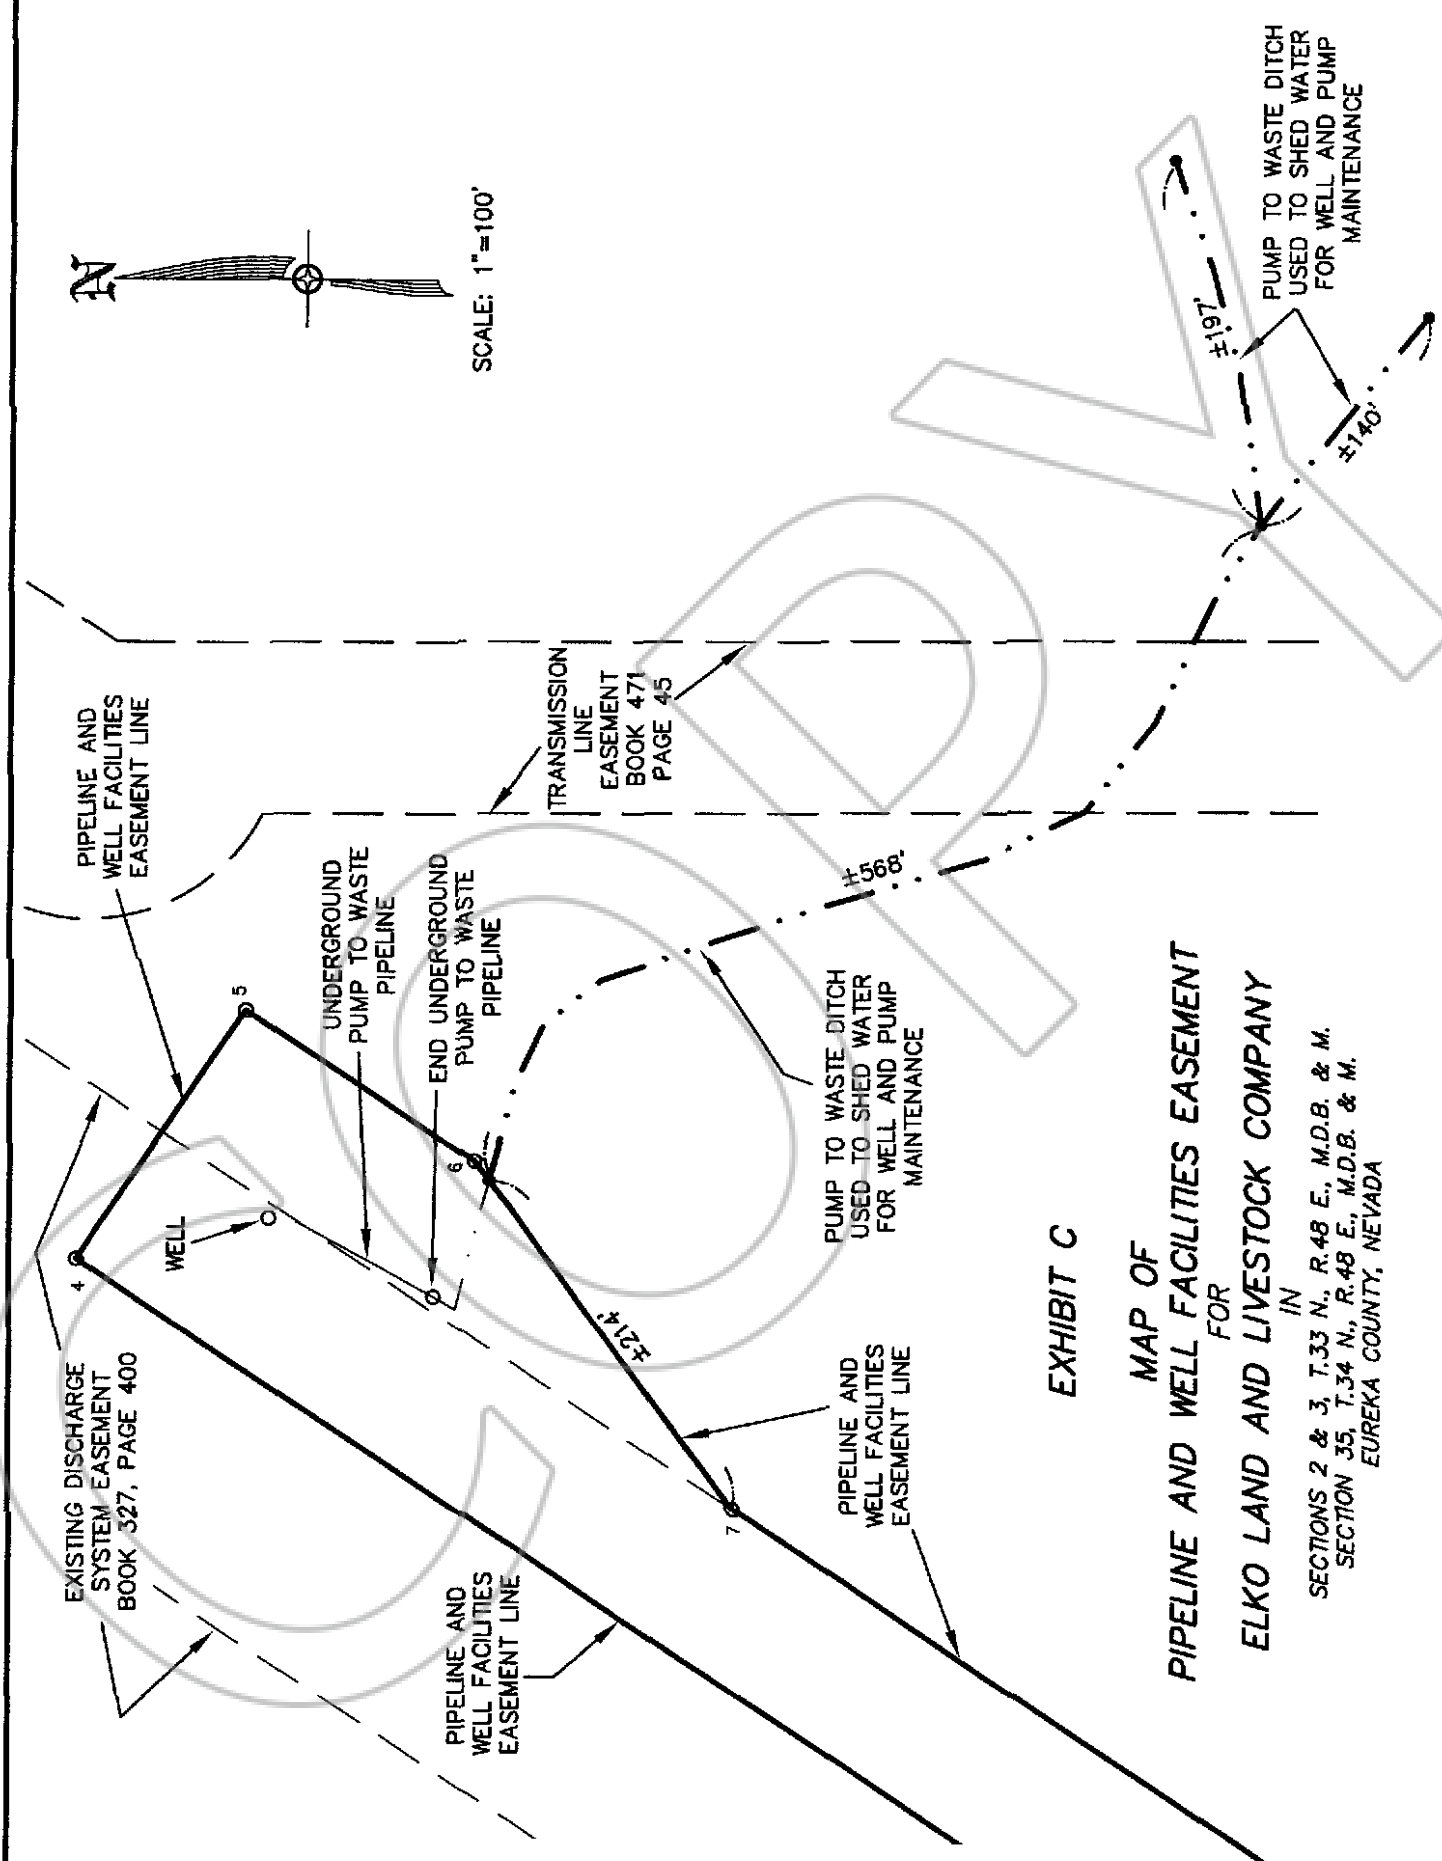 N
SCALE: 1"=100'
PIPELINE AND
WELL FACILITIES
EASEMENT LINE
TRANSMISSION
LINE
EASEMENT
BOOK 471
PAGE 45
PUMP TO WASTE DITCH
USED TO SHED WATER
FOR WELL AND PUMP
MAINTENANCE
±197'
±140'
±568'
UNDERGROUND
PUMP TO WASTE
PIPELINE
END UNDERGROUND
PUMP TO WASTE
PIPELINE
5
6
4
7
WELL
±214'
EXISTING DISCHARGE
SYSTEM EASEMENT
BOOK 327, PAGE 400
PUMP TO WASTE DITCH
USED TO SHED WATER
FOR WELL AND PUMP
MAINTENANCE
PIPELINE AND
WELL FACILITIES
EASEMENT LINE
PIPELINE AND
WELL FACILITIES
EASEMENT LINE
EXHIBIT C
MAP OF
PIPELINE AND WELL FACILITIES EASEMENT
FOR
ELKO LAND AND LIVESTOCK COMPANY
IN
SECTIONS 2 & 3, T.33 N., R.48 E., M.D.B. & M.
SECTION 35, T.34 N., R.48 E., M.D.B. & M.
EUREKA COUNTY, NEVADA
COPY